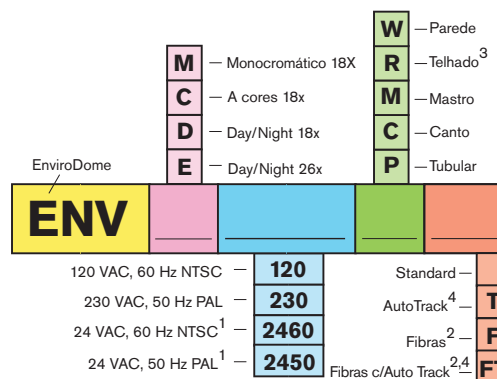 W – Parede
M – Monocromático 18X
R – Telhado³
C – A cores 18x
M – Mastro
D – Day/Night 18x
C – Canto
E – Day/Night 26x
P – Tubular
EnviroDome
ENV
120 VAC, 60 Hz NTSC – 120
230 VAC, 50 Hz PAL – 230
24 VAC, 60 Hz NTSC¹ – 2460
24 VAC, 50 Hz PAL¹ – 2450
Standard –
AutoTrack⁴ – T
Fibras² – F
Fibras c/Auto Track²,⁴ – FT